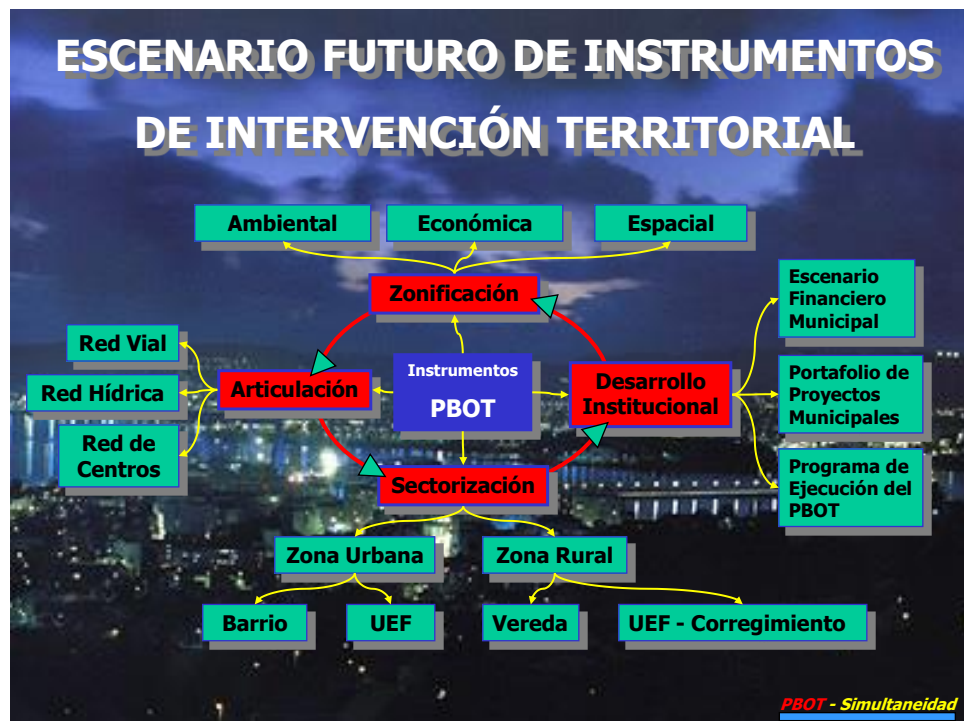 ESCENARIO FUTURO DE INSTRUMENTOS
DE INTERVENCIÓN TERRITORIAL
Ambiental
Económica
Espacial
Zonificación
Escenario
Financiero
Municipal
Red Vial
Red Hídrica
Red de
Centros
Articulación
Instrumentos
PBOT
Desarrollo
Institucional
Portafolio de
Proyectos
Municipales
Programa de
Ejecución del
PBOT
Sectorización
Zona Urbana
Zona Rural
Barrio
UEF
Vereda
UEF - Corregimiento
PBOT - Simultaneidad